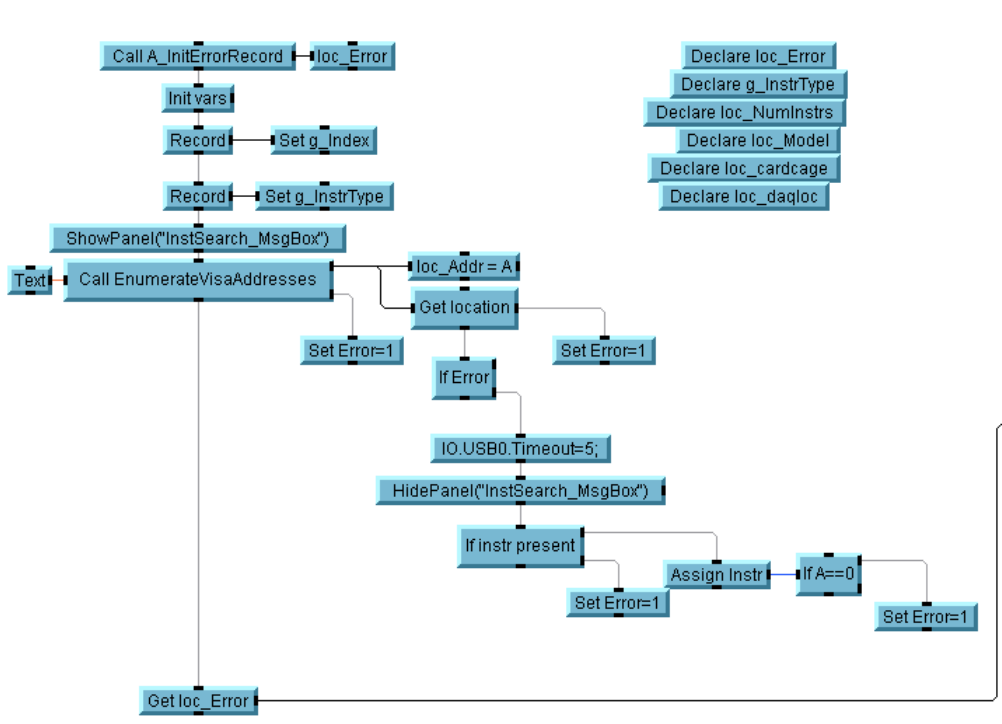 Call A_InitErrorRecord
loc_Error
Declare loc_Error
Declare g_InstrType
Init vars
Declare loc_NumInstrs
Record
Set g_Index
Declare loc_Model
Declare loc_cardcage
Record
Set g_InstrType
Declare loc_daqloc
ShowPanel("InstSearch_MsgBox")
Text
Call EnumerateVisaAddresses
loc_Addr = A
Get location
Set Error=1
Set Error=1
If Error
IO.USB0.Timeout=5;
HidePanel("InstSearch_MsgBox")
If instr present
Assign Instr
If A==0
Set Error=1
Set Error=1
Get loc_Error